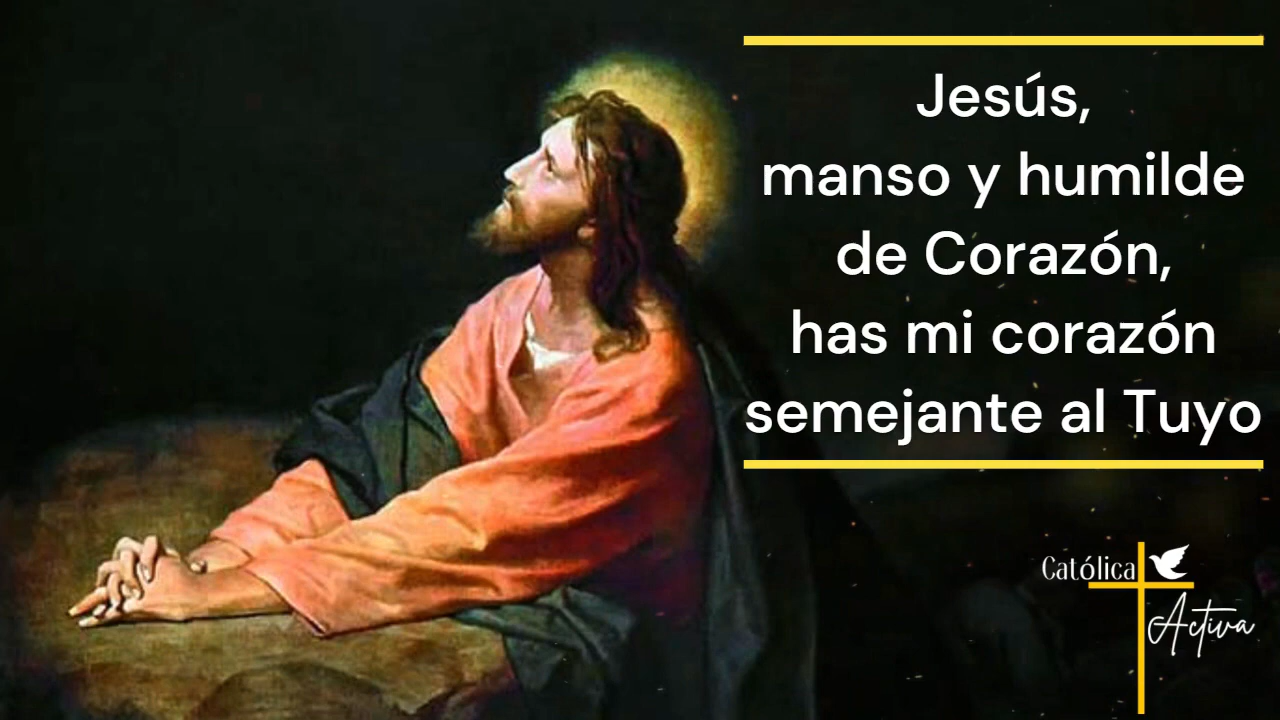 Jesús,
manso y humilde
de Corazón,
has mi corazón
semejante al Tuyo
Católica
Activa